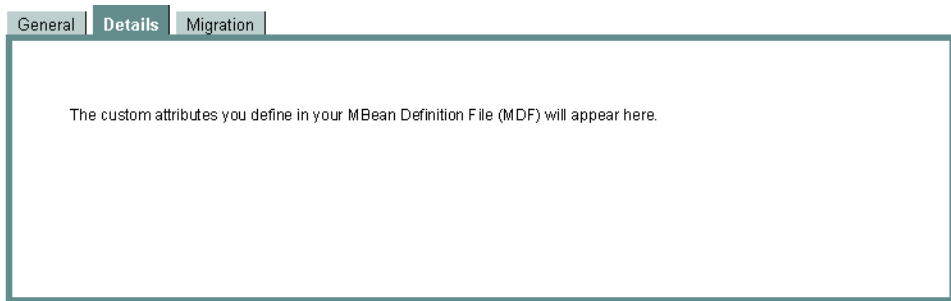 General Details Migration
The custom attributes you define in your MBean Definition File (MDF) will appear here.